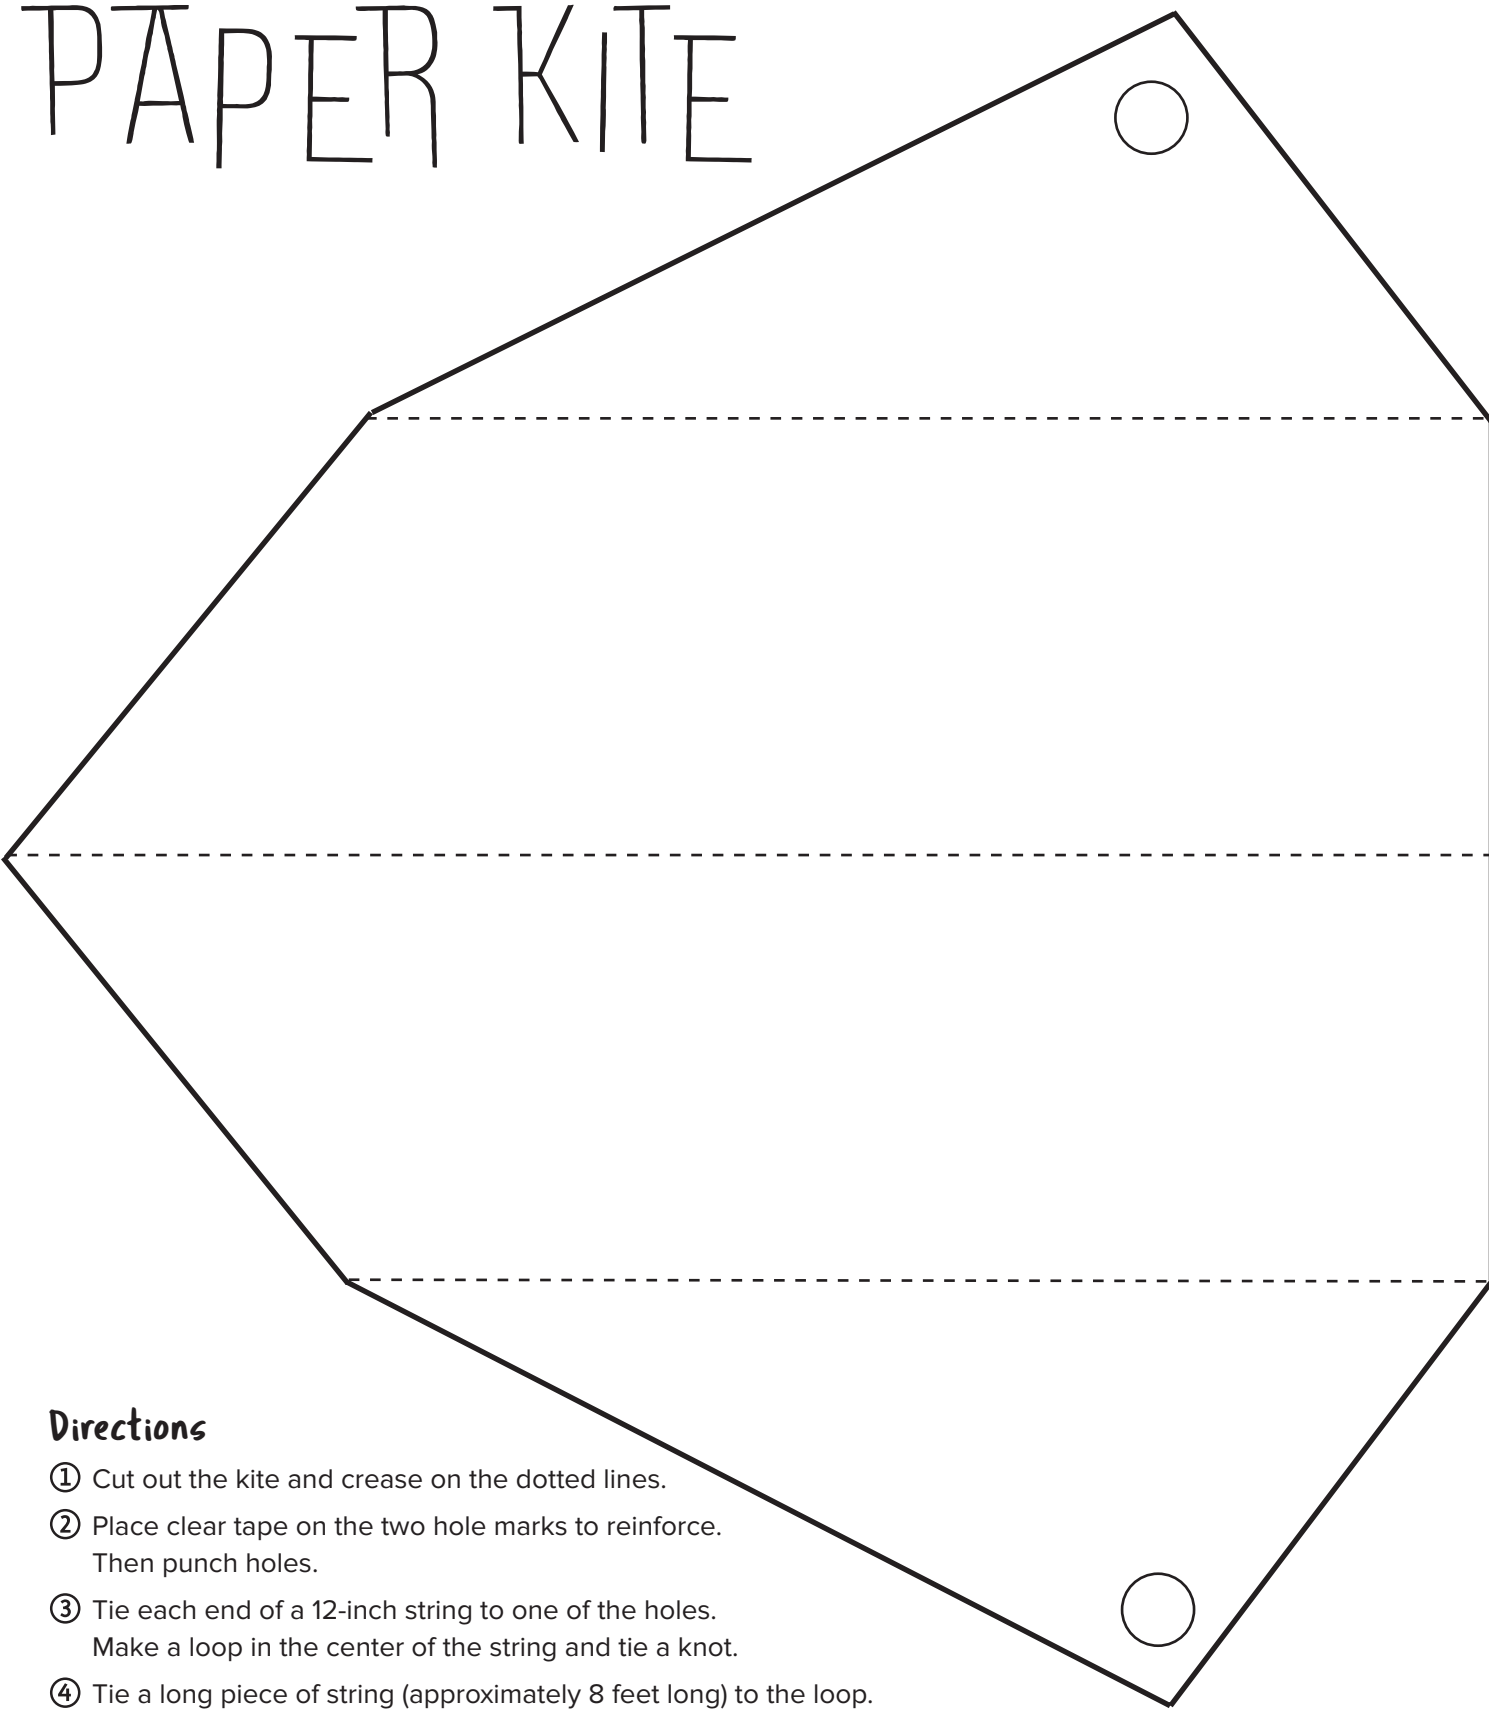 PAPER KITE
Directions
① Cut out the kite and crease on the dotted lines.
② Place clear tape on the two hole marks to reinforce.
Then punch holes.
③ Tie each end of a 12-inch string to one of the holes.
Make a loop in the center of the string and tie a knot.
④ Tie a long piece of string (approximately 8 feet long) to the loop.